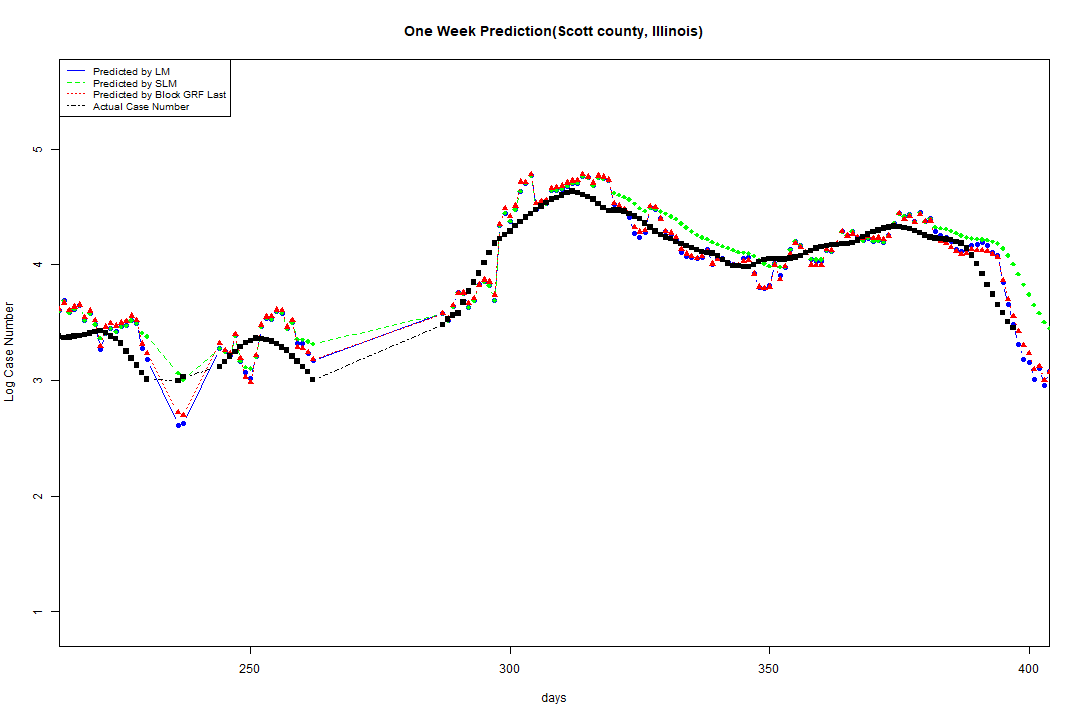 One Week Prediction(Scott county, Illinois)
Predicted by LM
Predicted by SLM
Predicted by Block GRF Last
Actual Case Number
5
4
3
2
1
Log Case Number
250 300 350 400
days